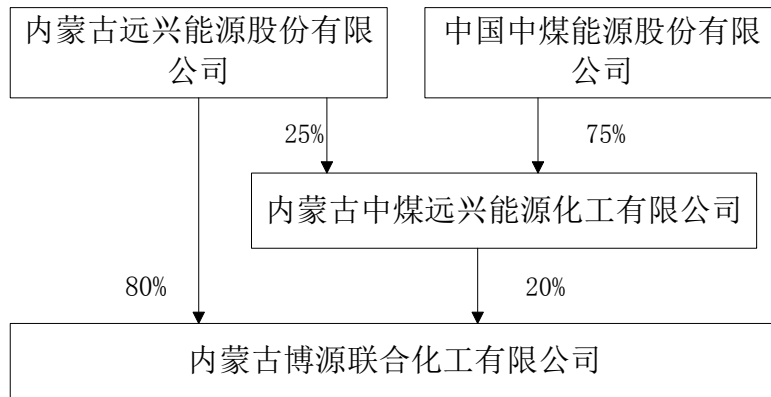 内蒙古远兴能源股份有限
公司
中国中煤能源股份有限
公司
25%
75%
内蒙古中煤远兴能源化工有限公司
80%
20%
内蒙古博源联合化工有限公司